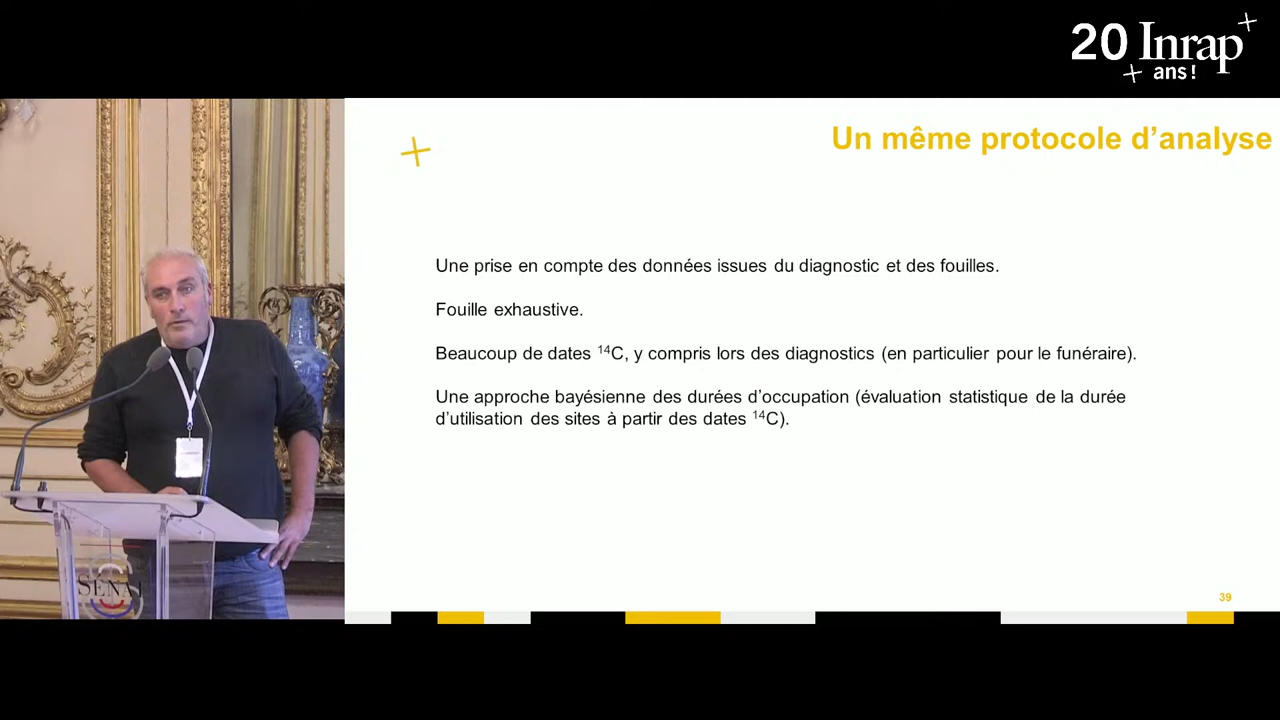 20 Inrap
ans!
Un même protocole d’analyse
Une prise en compte des données issues du diagnostic et des fouilles.
Fouille exhaustive.
Beaucoup de dates ¹⁴C, y compris lors des diagnostics (en particulier pour le funéraire).
Une approche bayésienne des durées d’occupation (évaluation statistique de la durée
d’utilisation des sites à partir des dates ¹⁴C).
SÉNAT
39